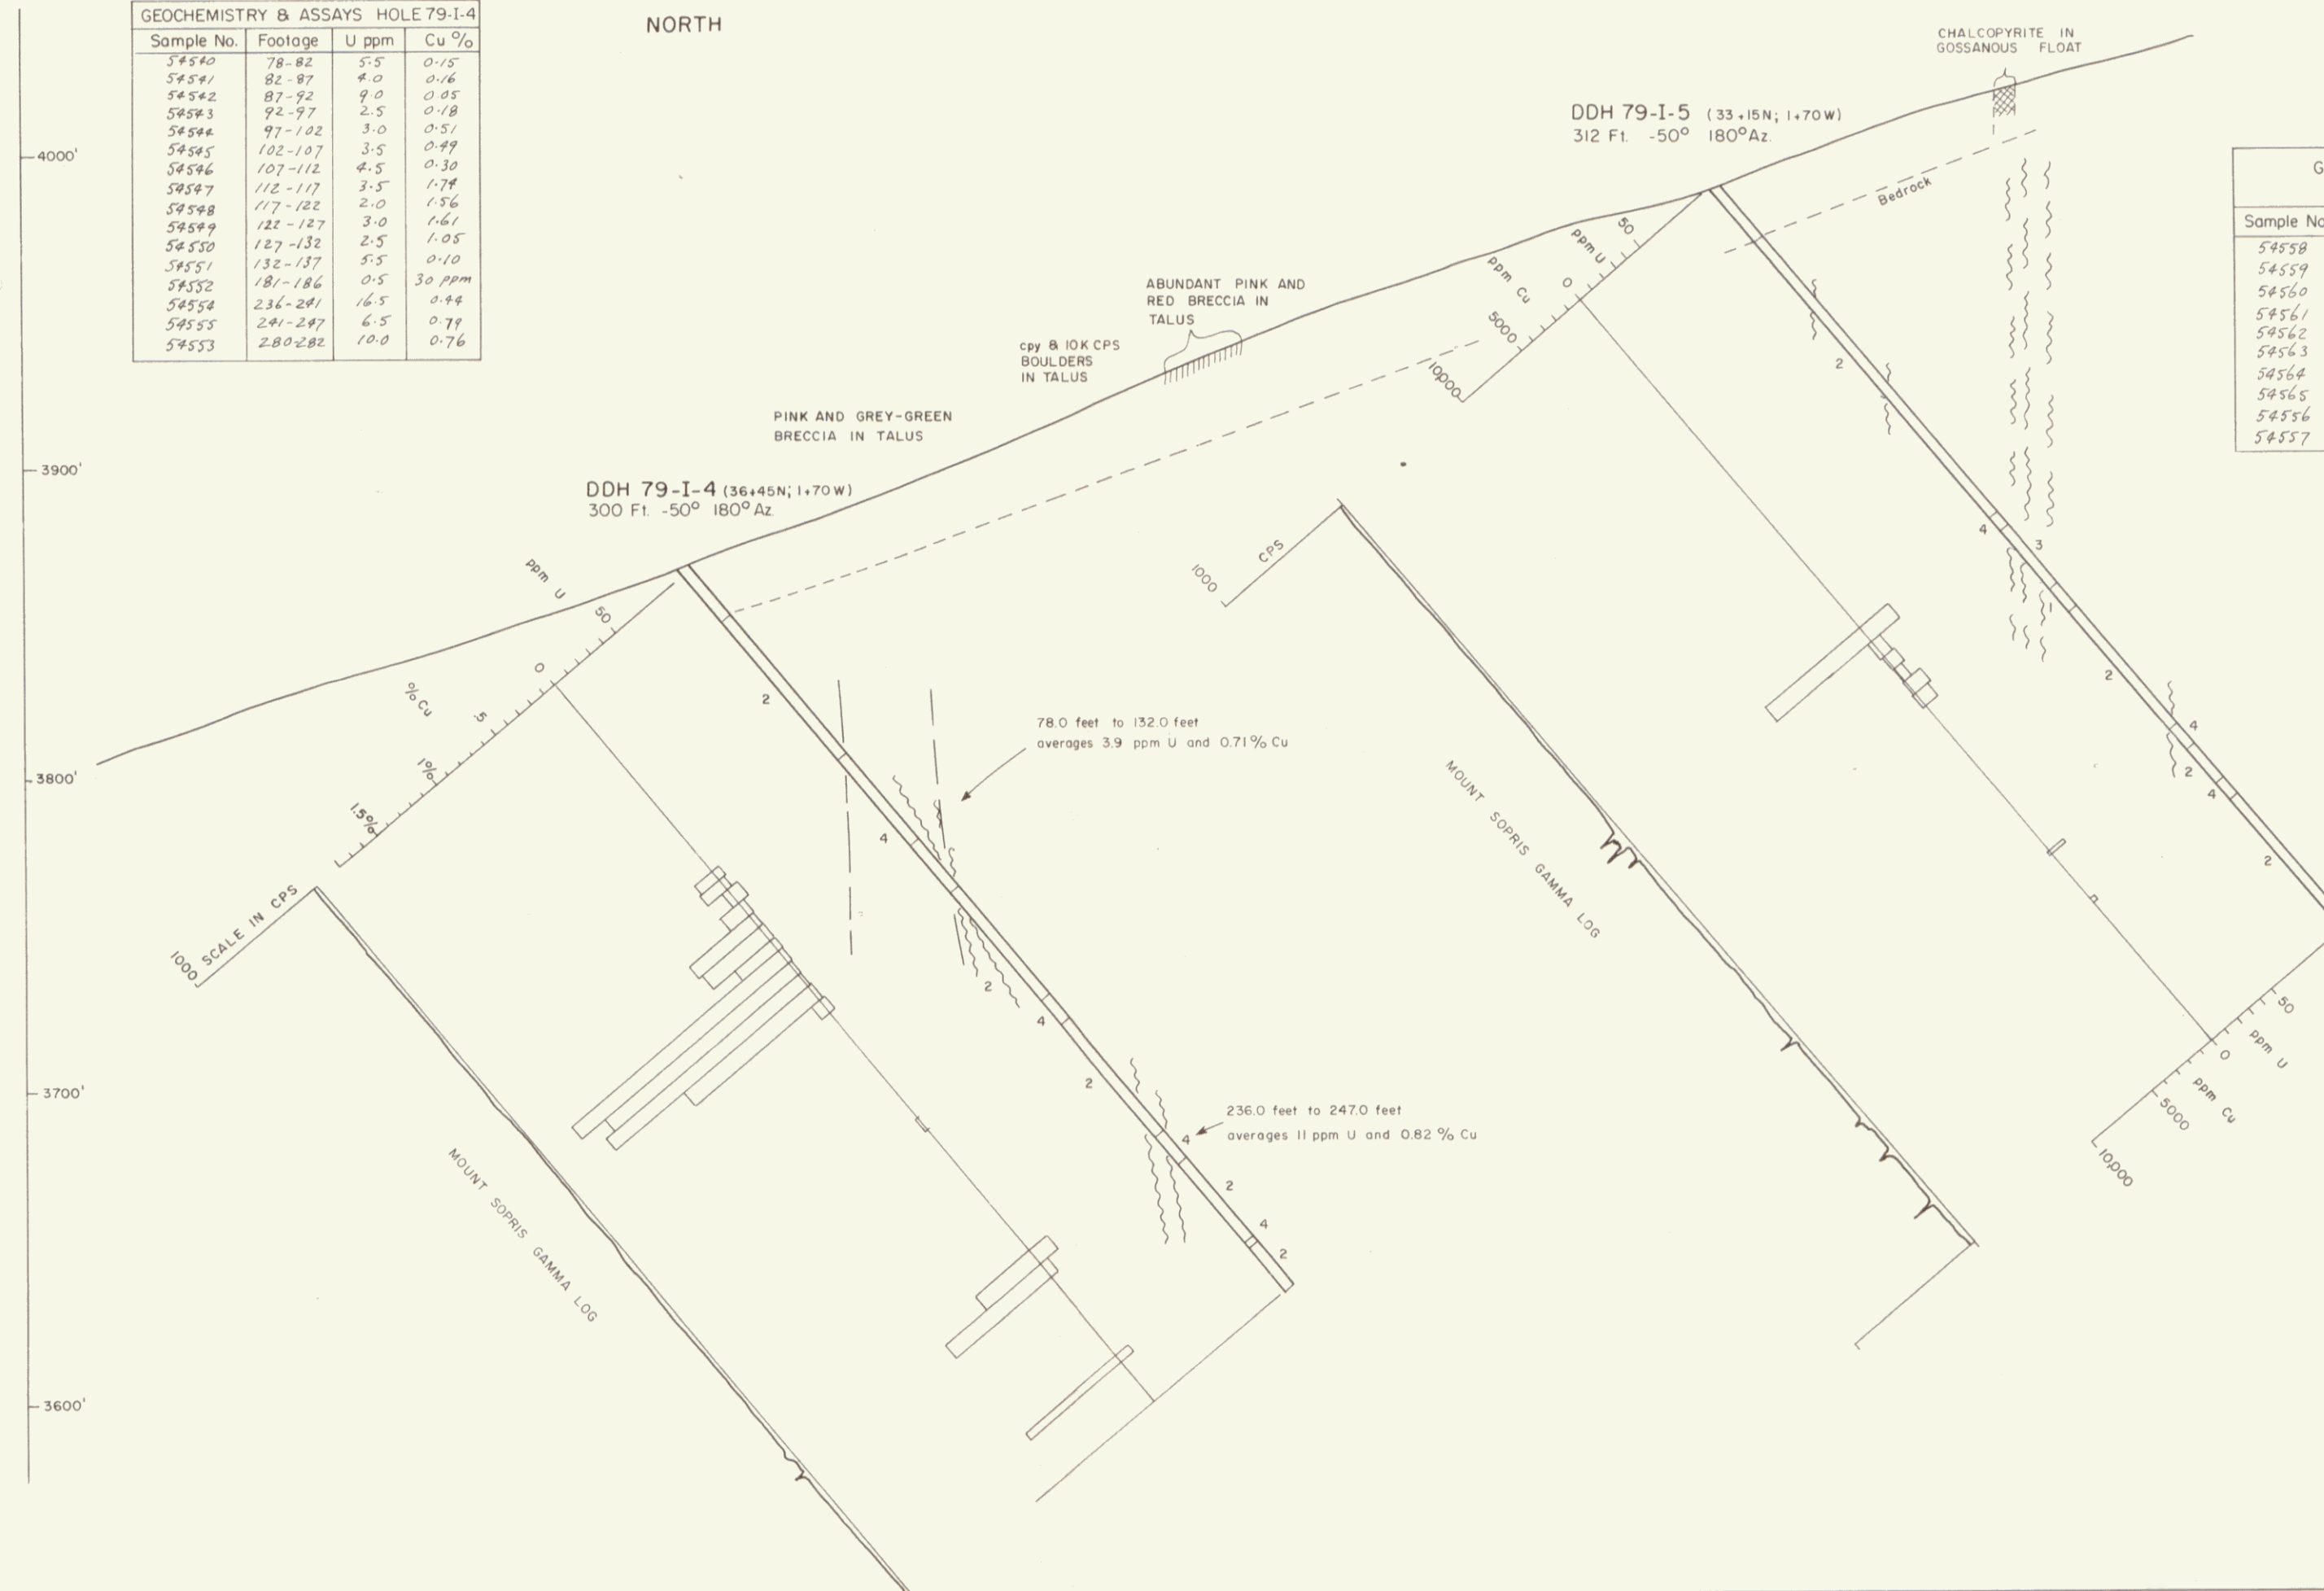 GEOCHEMISTRY & ASSAYS HOLE 79-I-4
Sample No. Footage U ppm Cu %
54540 78-82 5.5 0.15
54541 82-87 4.0 0.16
54542 87-92 9.0 0.05
54543 92-97 2.5 0.18
54544 97-102 3.0 0.51
54545 102-107 3.5 0.49
54546 107-112 4.5 0.30
54547 112-117 3.5 1.74
54548 117-122 2.0 1.56
54549 122-127 3.0 1.61
54550 127-132 2.5 1.05
54551 132-137 5.5 0.10
54552 181-186 0.5 30 ppm
54554 236-241 16.5 0.44
54555 241-247 6.5 0.79
54553 280-282 10.0 0.76
NORTH
CHALCOPYRITE IN
GOSSANOUS FLOAT
DDH 79-I-5 (33+15N; 1+70W)
312 Ft. -50° 180° Az.
Bedrock
G
Sample No
54558
54559
54560
54561
54562
54563
54564
54565
54556
54557
4000'
3900'
3800'
3700'
3600'
ABUNDANT PINK AND
RED BRECCIA IN
TALUS
cpy & 10K CPS
BOULDERS
IN TALUS
PINK AND GREY-GREEN
BRECCIA IN TALUS
DDH 79-I-4 (36+45N; 1+70W)
300 Ft. -50° 180° Az.
ppm U
50
0
% Cu
.5
1%
1.5%
SCALE IN CPS
1000
MOUNT SOPRIS GAMMA LOG
2
4
2
4
2
4
2
4
2
78.0 feet to 132.0 feet
averages 3.9 ppm U and 0.71% Cu
236.0 feet to 247.0 feet
averages 11 ppm U and 0.82 % Cu
50
ppm U
0
ppm Cu
5000
10,000
CPS
1000
MOUNT SOPRIS GAMMA LOG
2
4
3
1
2
4
2
4
2
50
ppm U
0
ppm Cu
5000
10,000